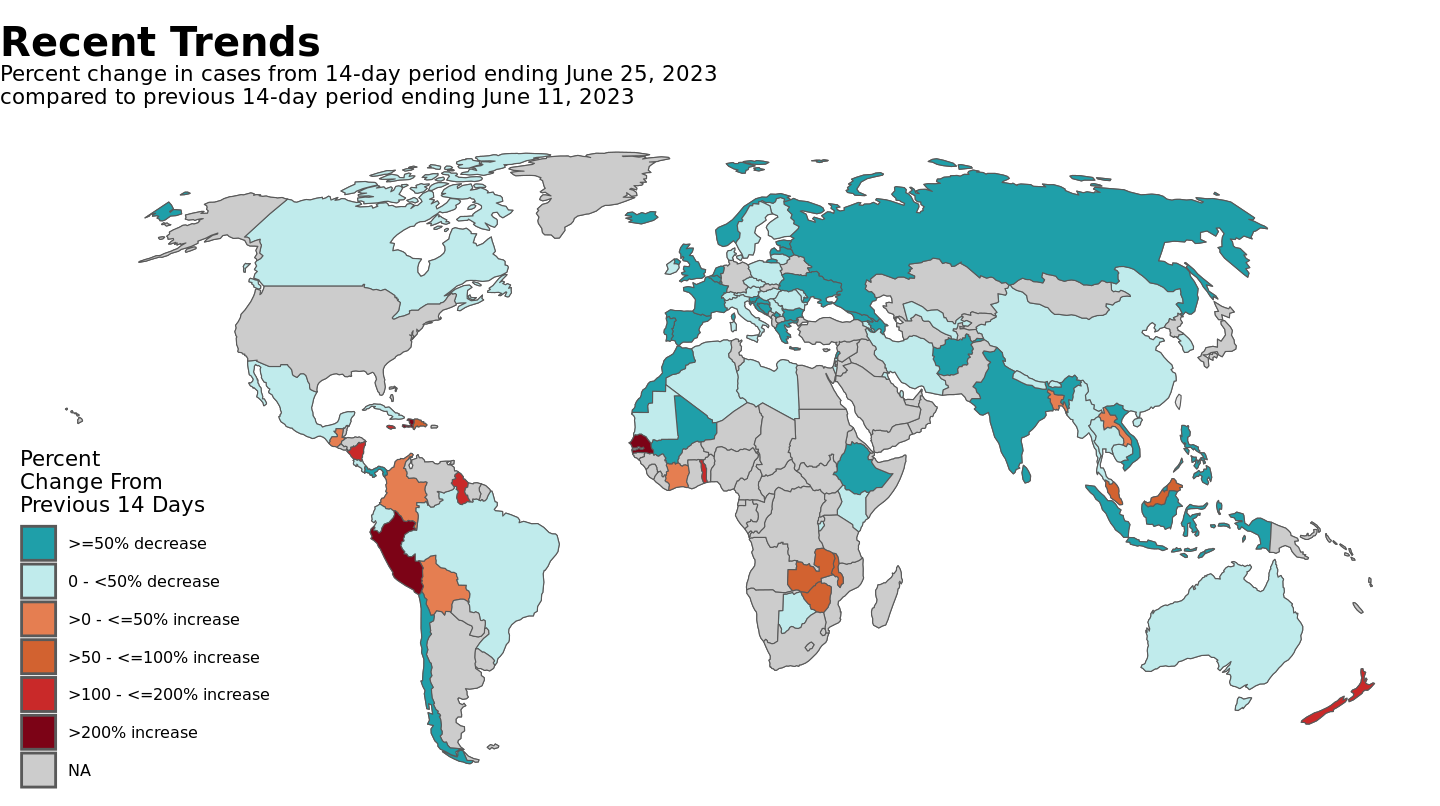 Recent Trends
Percent change in cases from 14-day period ending June 25, 2023
compared to previous 14-day period ending June 11, 2023
Percent
Change From
Previous 14 Days
>=50% decrease
0 - <50% decrease
>0 - <=50% increase
>50 - <=100% increase
>100 - <=200% increase
>200% increase
NA